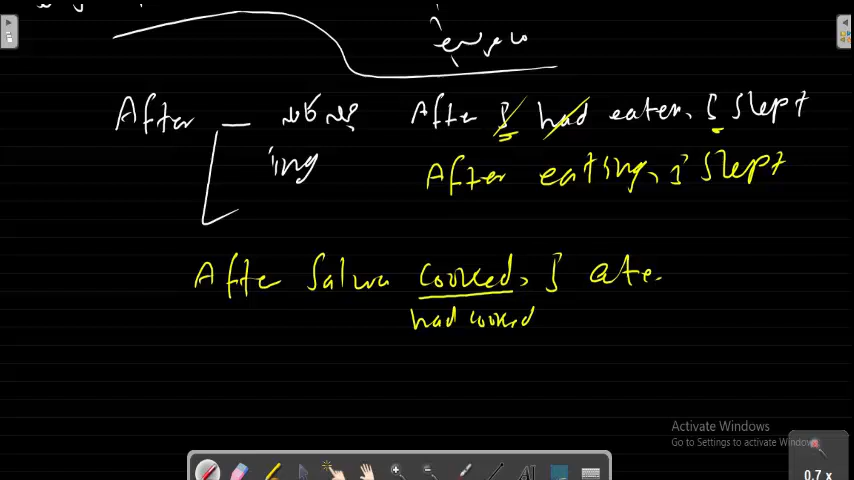 After — ing
After I had eaten, I slept
After eating, I slept
After Salwa cooked, I ate.
had cooked
Activate Windows
Go to Settings to activate Windows.
0.7 x